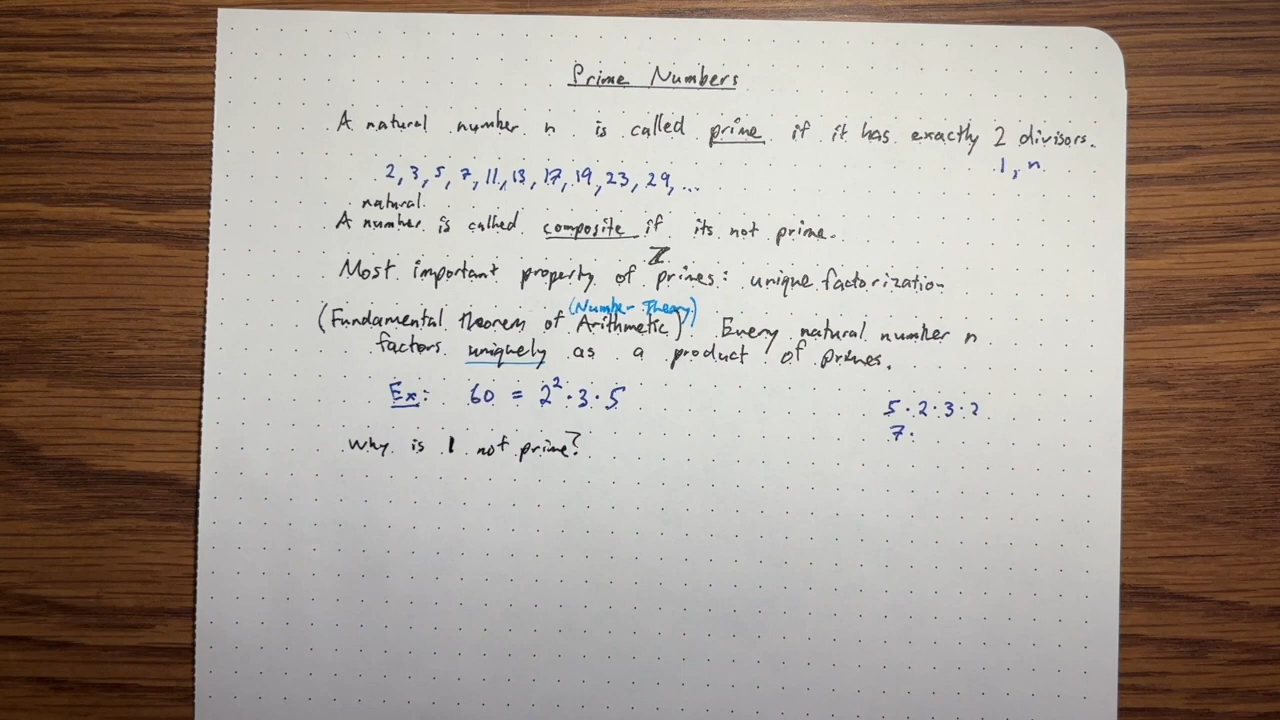 Prime Numbers
A natural number n is called prime if it has exactly 2 divisors.
1, n
2, 3, 5, 7, 11, 13, 17, 19, 23, 29, ...
natural
A number is called composite if its not prime.
ℤ
Most important property of primes: unique factorization
(Number Theory)
(Fundamental theorem of Arithmetic) Every natural number n
factors uniquely as a product of primes.
Ex: 60 = 2² · 3 · 5
5 · 2 · 3 · 2
7 ·
Why is 1 not prime?